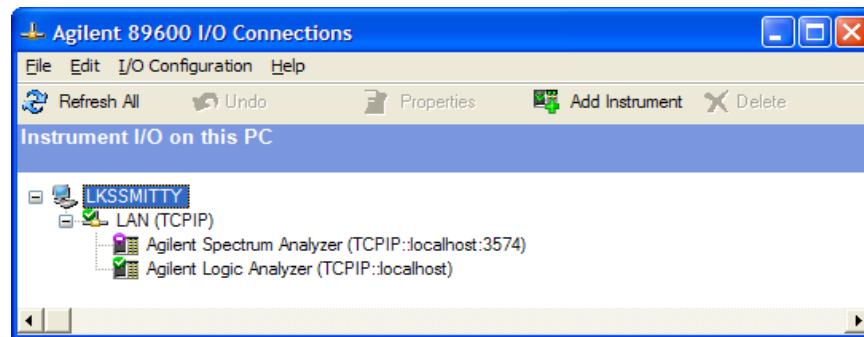 Agilent 89600 I/O Connections
File Edit I/O Configuration Help
Refresh All Undo Properties Add Instrument Delete
Instrument I/O on this PC
LKSSMITTY
LAN (TCPIP)
Agilent Spectrum Analyzer (TCPIP::localhost:3574)
Agilent Logic Analyzer (TCPIP::localhost)